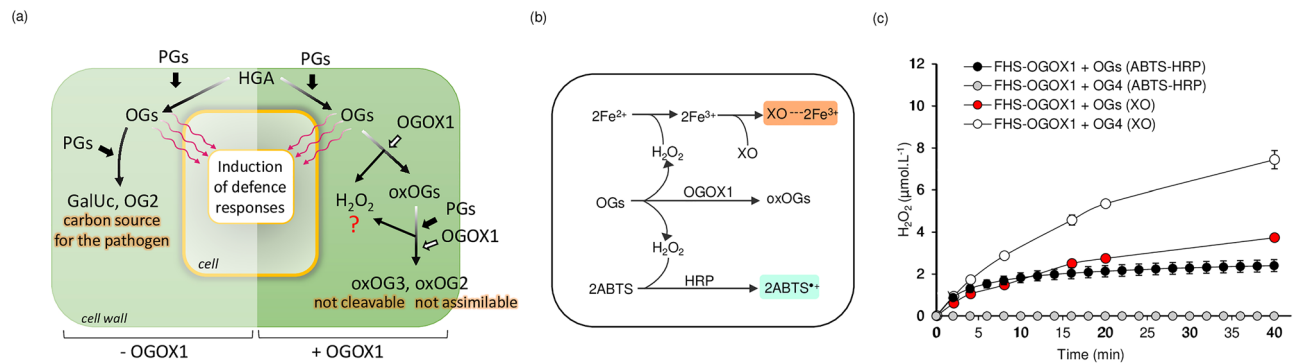 (a)
PGs
PGs
HGA
OGs
OGs
OGOX1
PGs
Induction
of defence
responses
GalUc, OG2
carbon source
for the pathogen
H₂O₂
?
oxOGs
PGs
OGOX1
cell
oxOG3, oxOG2
not cleavable not assimilable
cell wall
- OGOX1
+ OGOX1
(b)
2Fe²⁺
2Fe³⁺
XO ---2Fe³⁺
H₂O₂
XO
OGs
OGOX1
oxOGs
H₂O₂
2ABTS
HRP
2ABTS•+
(c)
H₂O₂ (µmol.L⁻¹)
12
10
8
6
4
2
0
FHS-OGOX1 + OGs (ABTS-HRP)
FHS-OGOX1 + OG4 (ABTS-HRP)
FHS-OGOX1 + OGs (XO)
FHS-OGOX1 + OG4 (XO)
0 5 10 15 20 25 30 35 40
Time (min)